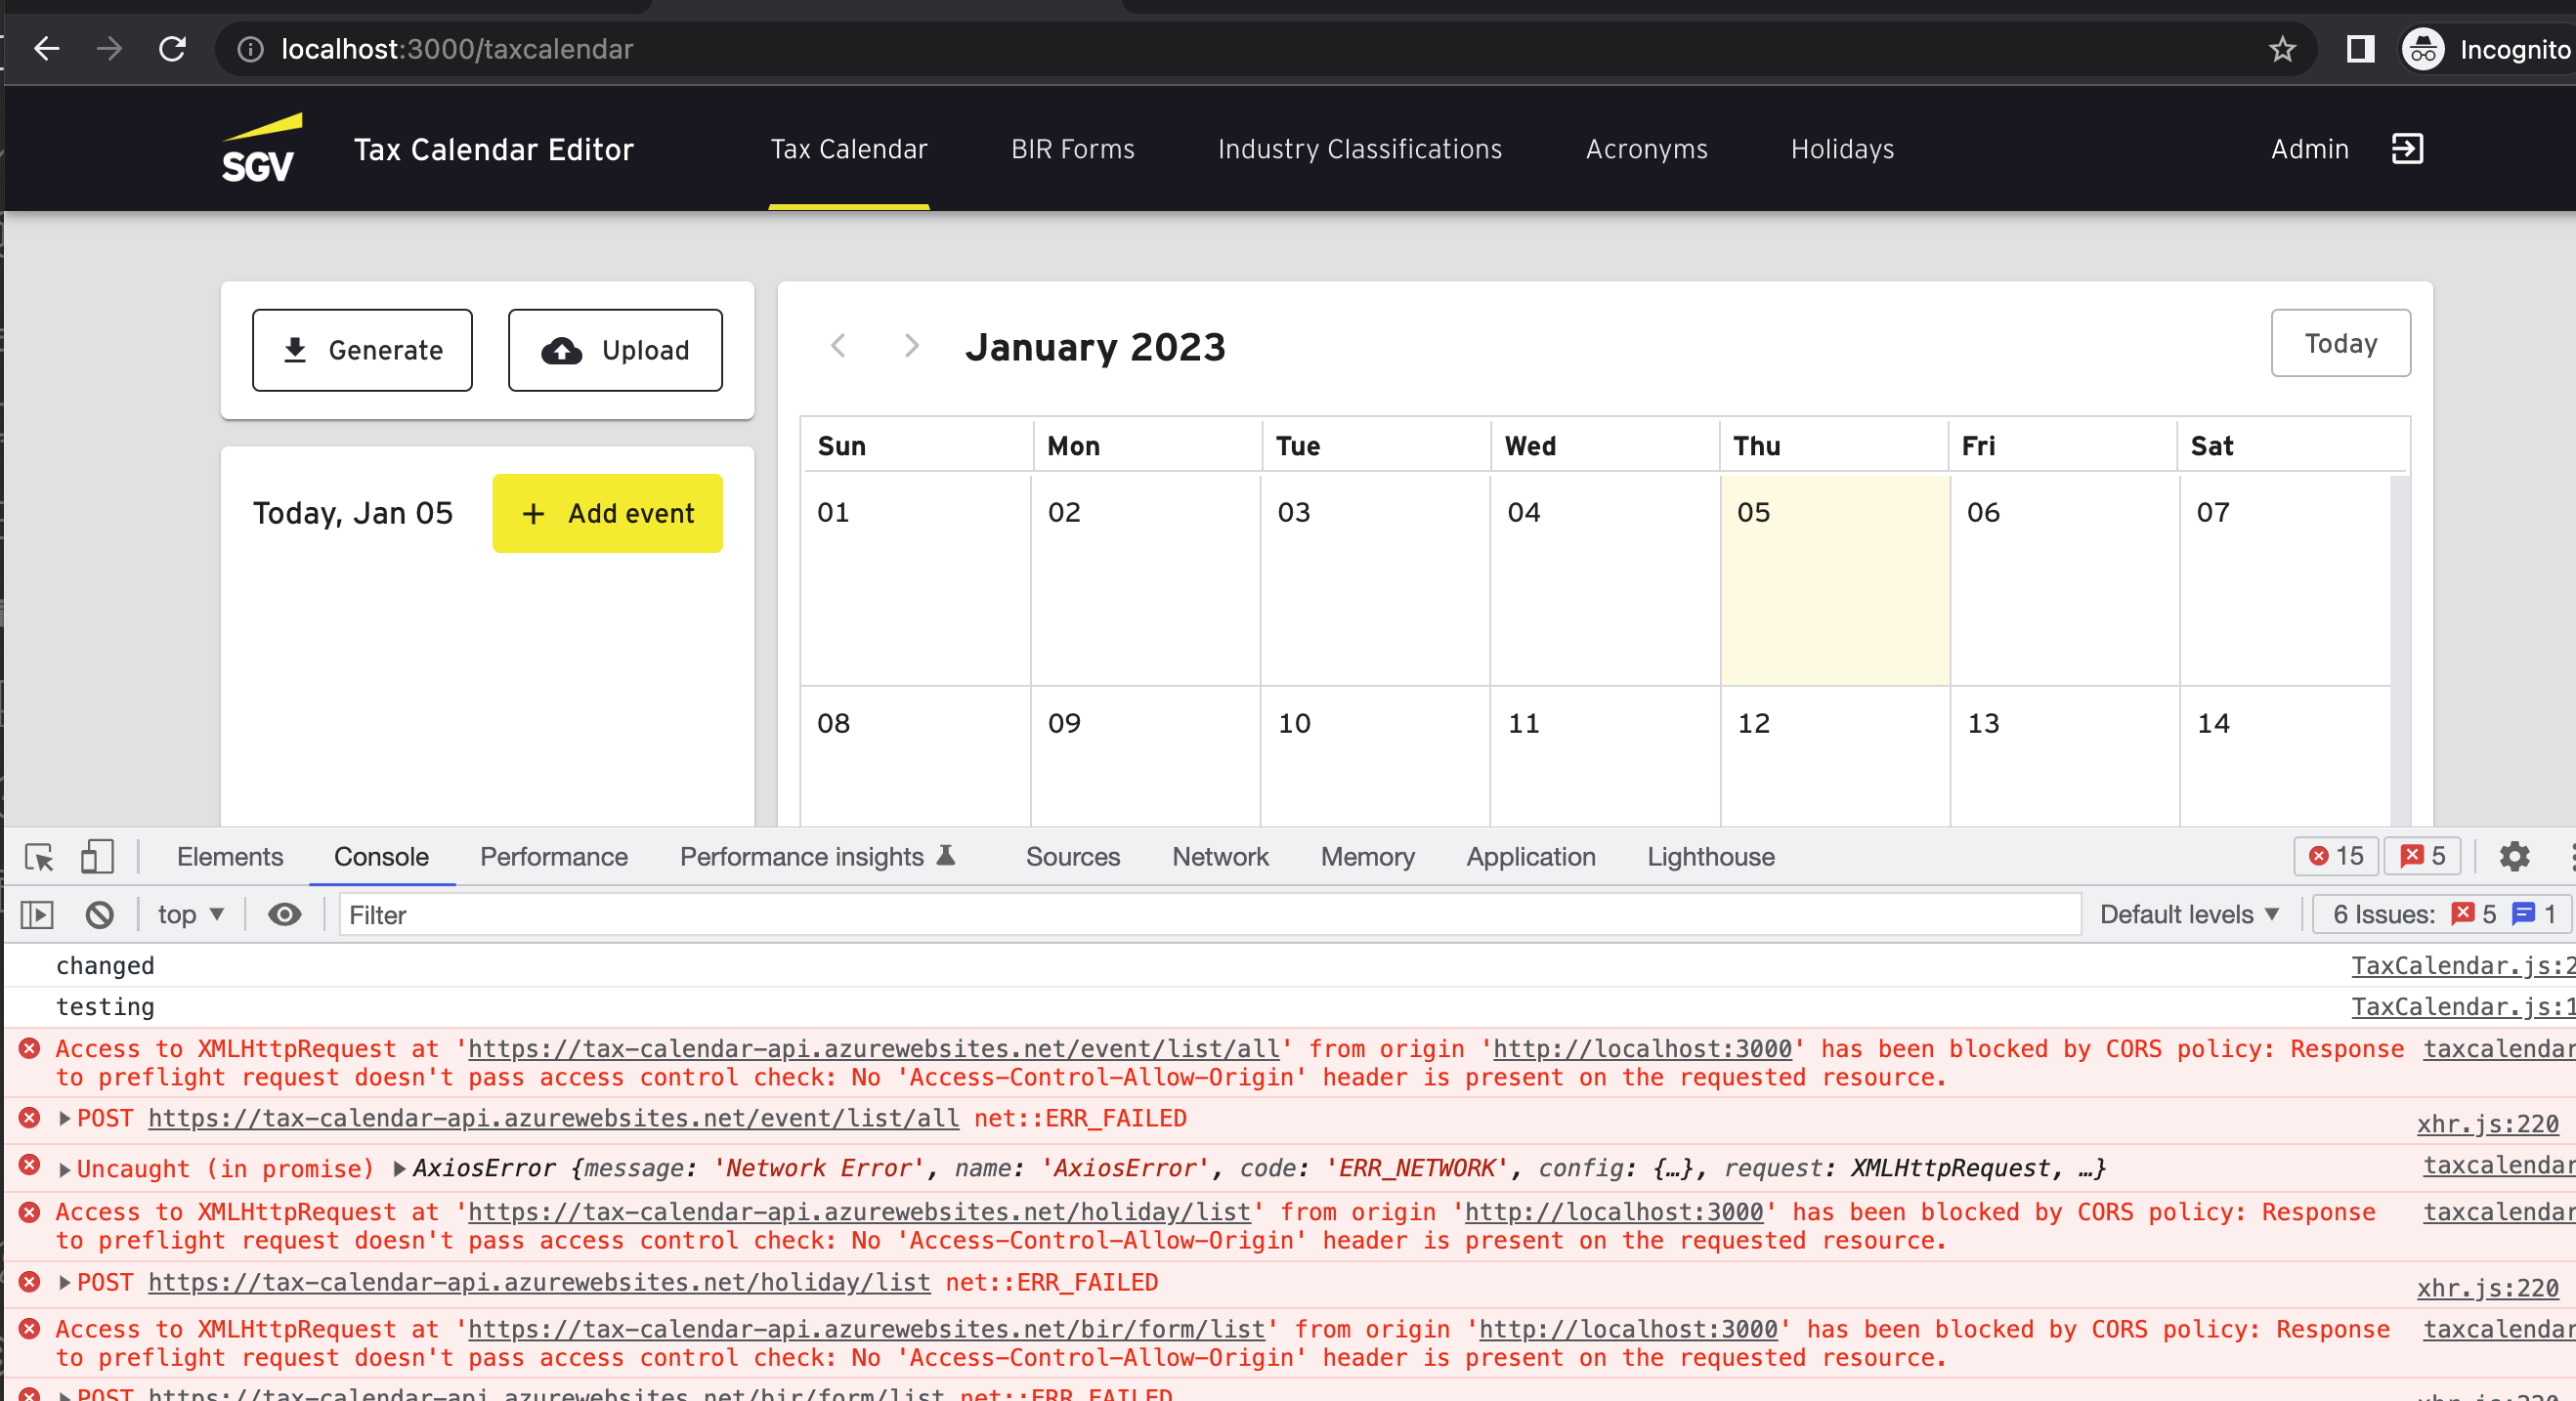 localhost:3000/taxcalendar
Incognito
SGV
Tax Calendar Editor
Tax Calendar
BIR Forms
Industry Classifications
Acronyms
Holidays
Admin
Generate
Upload
January 2023
Today
Today, Jan 05
+ Add event
Sun Mon Tue Wed Thu Fri Sat
01 02 03 04 05 06 07
08 09 10 11 12 13 14
Elements Console Performance Performance insights Sources Network Memory Application Lighthouse 15 5
top Filter Default levels 6 Issues: 5 1
changed TaxCalendar.js:2
testing TaxCalendar.js:1
Access to XMLHttpRequest at 'https://tax-calendar-api.azurewebsites.net/event/list/all' from origin 'http://localhost:3000' has been blocked by CORS policy: Response taxcalendar
to preflight request doesn't pass access control check: No 'Access-Control-Allow-Origin' header is present on the requested resource.
POST https://tax-calendar-api.azurewebsites.net/event/list/all net::ERR_FAILED xhr.js:220
Uncaught (in promise) AxiosError {message: 'Network Error', name: 'AxiosError', code: 'ERR_NETWORK', config: {…}, request: XMLHttpRequest, …} taxcalendar
Access to XMLHttpRequest at 'https://tax-calendar-api.azurewebsites.net/holiday/list' from origin 'http://localhost:3000' has been blocked by CORS policy: Response taxcalendar
to preflight request doesn't pass access control check: No 'Access-Control-Allow-Origin' header is present on the requested resource.
POST https://tax-calendar-api.azurewebsites.net/holiday/list net::ERR_FAILED xhr.js:220
Access to XMLHttpRequest at 'https://tax-calendar-api.azurewebsites.net/bir/form/list' from origin 'http://localhost:3000' has been blocked by CORS policy: Response taxcalendar
to preflight request doesn't pass access control check: No 'Access-Control-Allow-Origin' header is present on the requested resource.
POST https://tax-calendar-api.azurewebsites.net/bir/form/list net::ERR_FAILED xhr.js:220